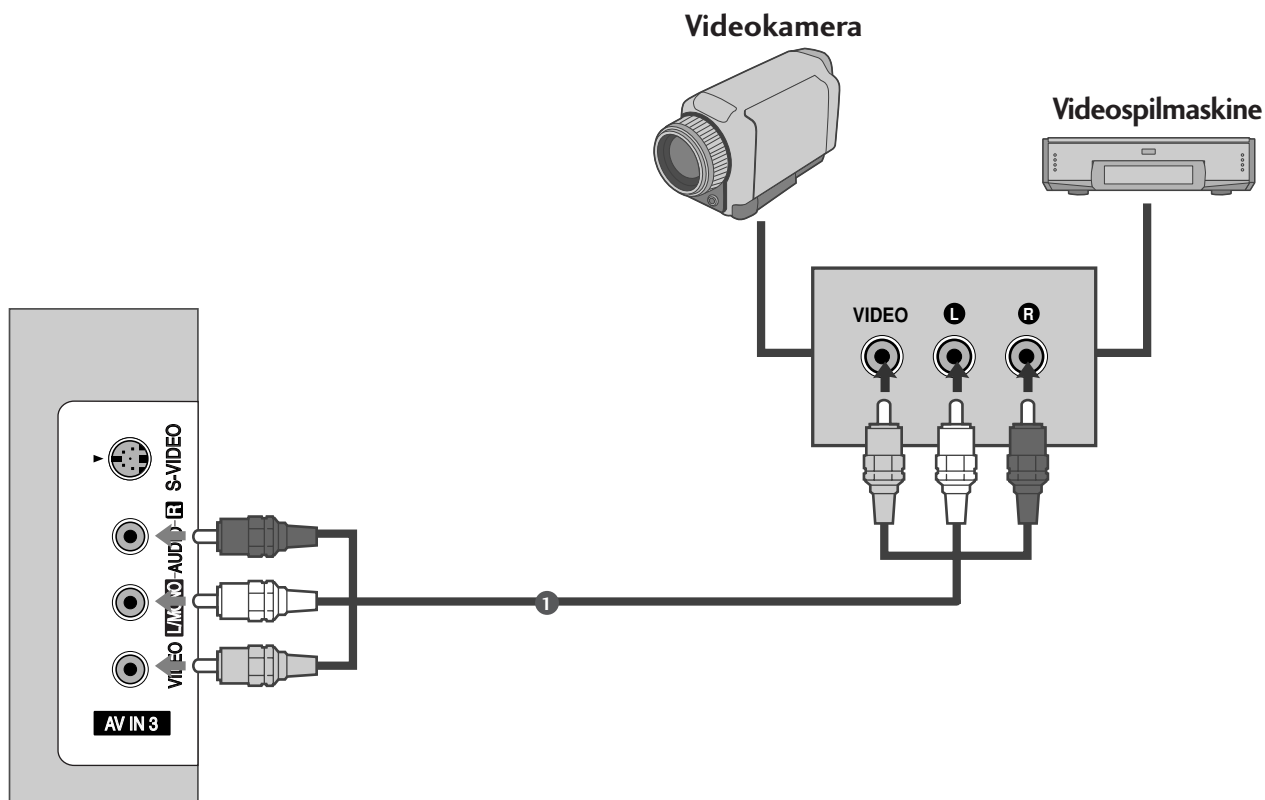 Videokamera
Videospilmaskine
VIDEO L R
S-VIDEO
VIDEO L/MONO AUDIO R
1
AV IN 3